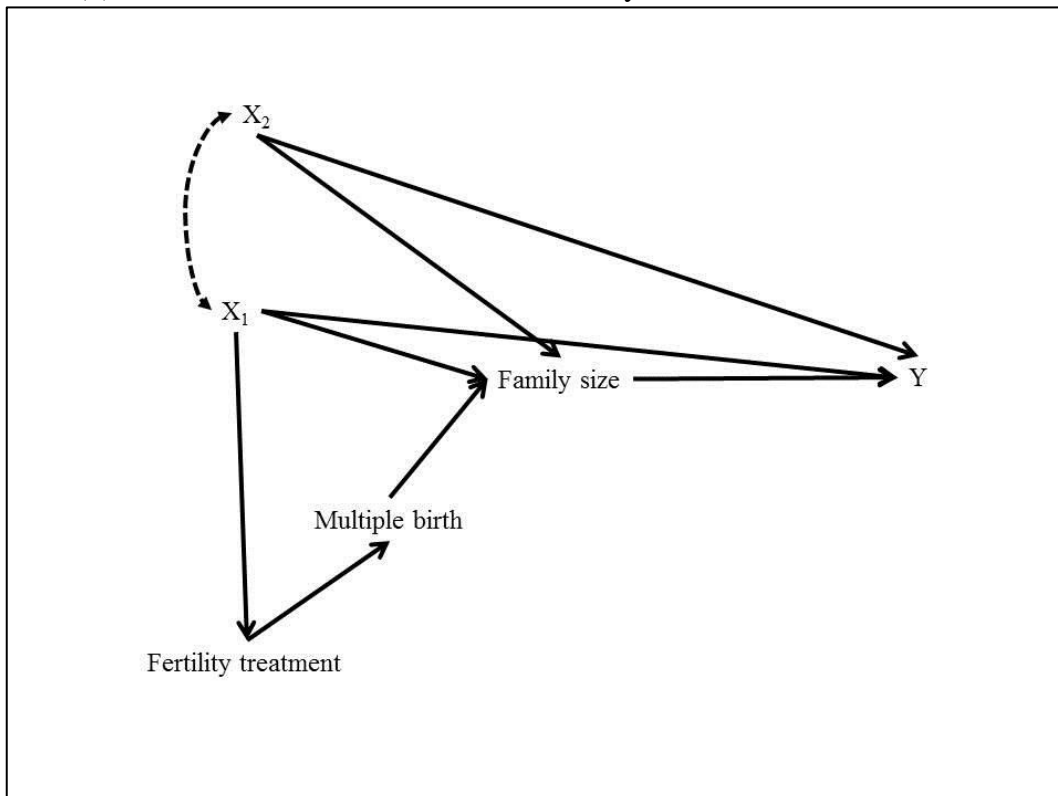 X₂
X₁
Family size
Y
Multiple birth
Fertility treatment